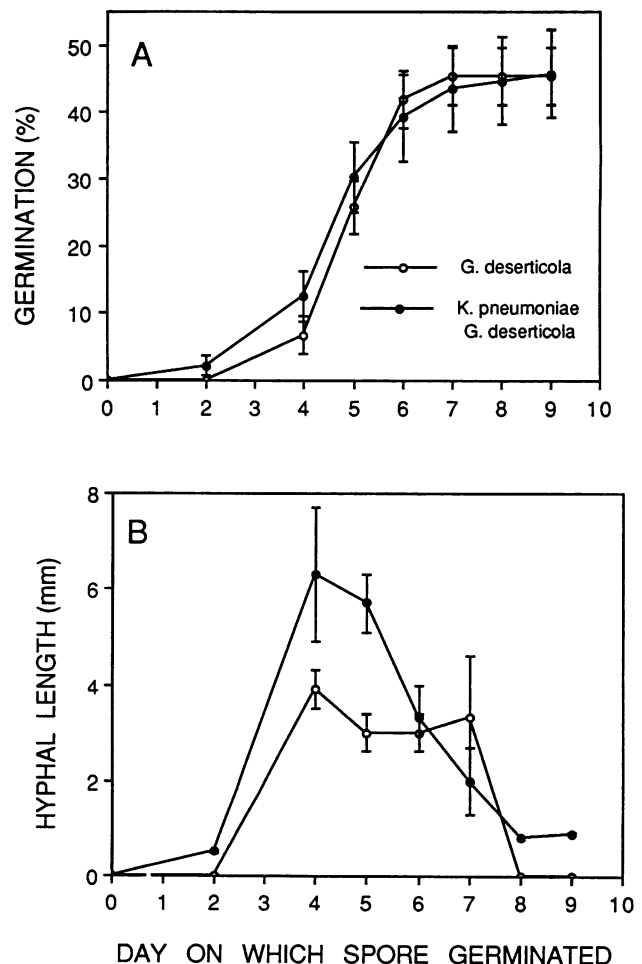 A
GERMINATION (%)
50
40
30
20
10
0
G. deserticola
K. pneumoniae
G. deserticola
0 1 2 3 4 5 6 7 8 9 10
B
HYPHAL LENGTH (mm)
8
6
4
2
0
0 1 2 3 4 5 6 7 8 9 10
DAY ON WHICH SPORE GERMINATED